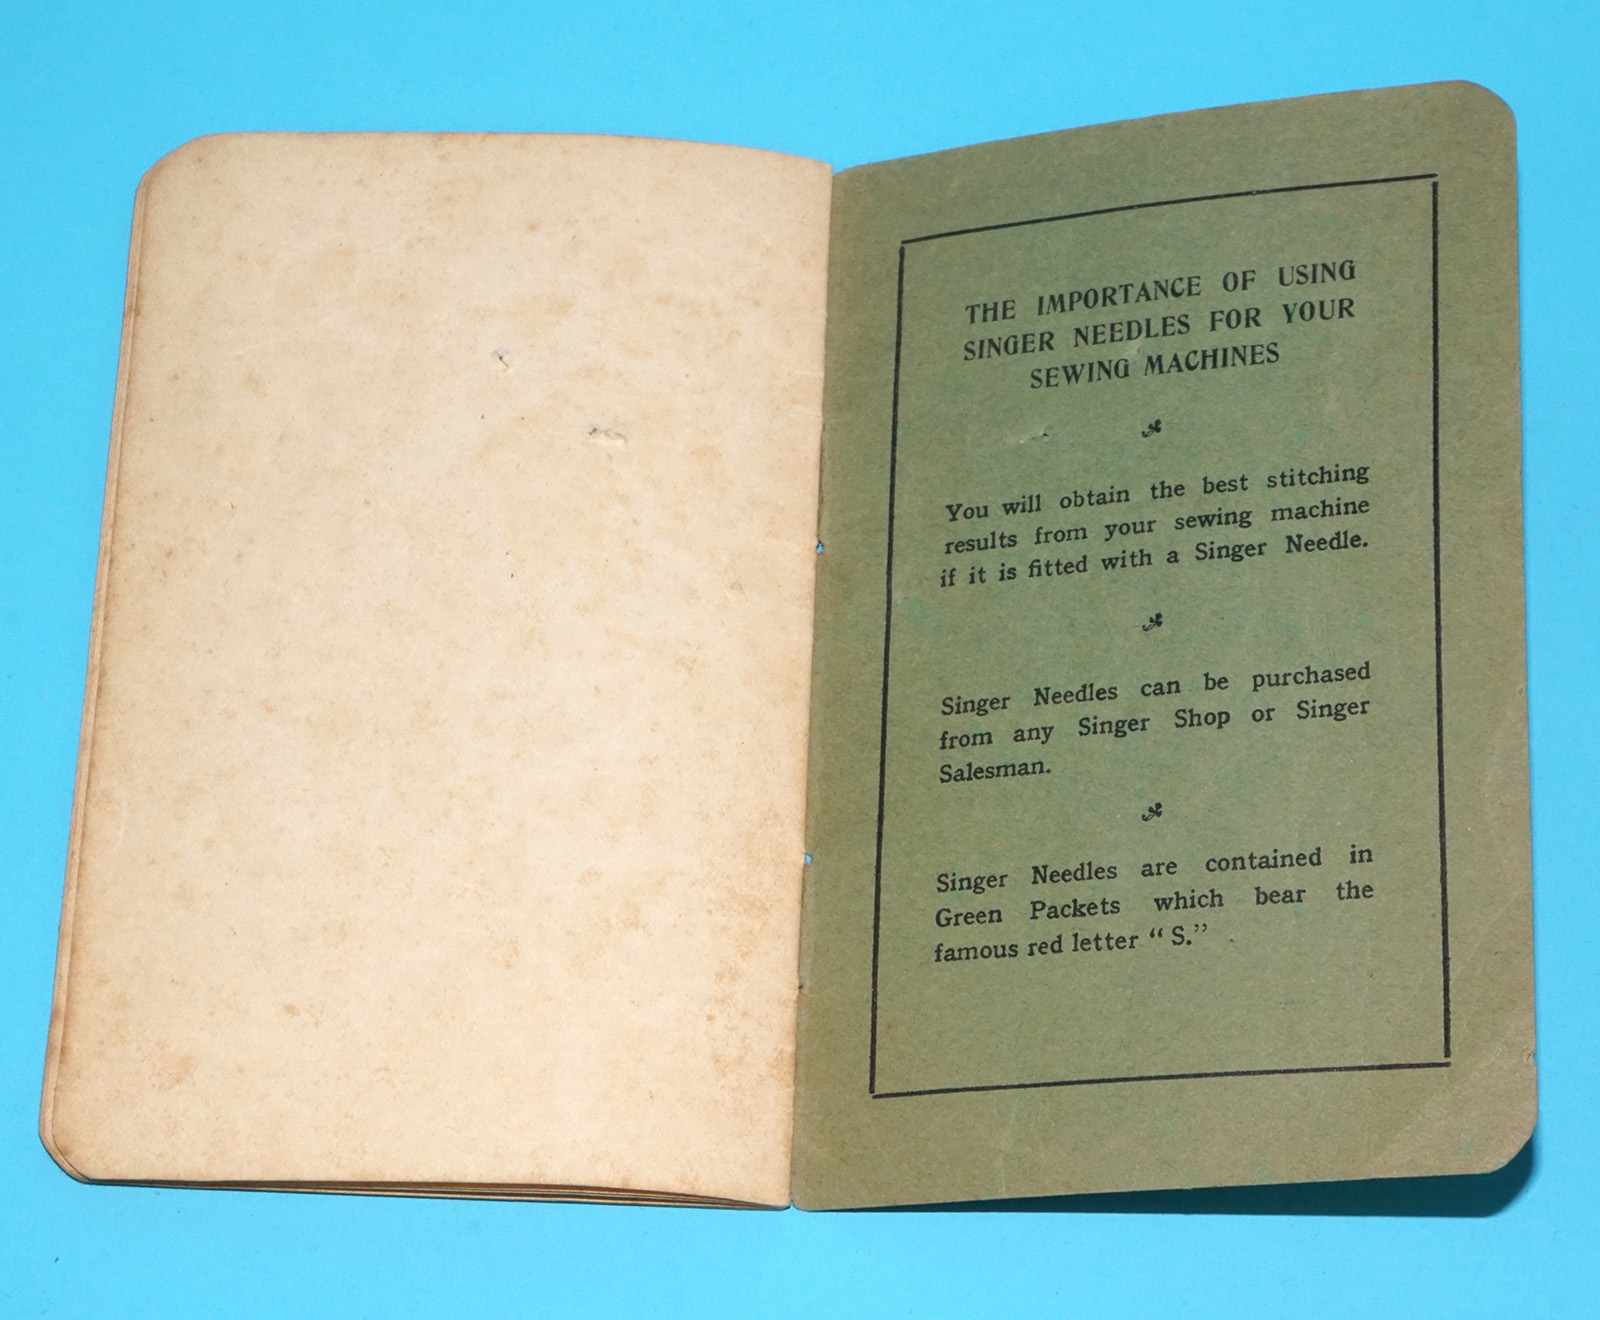 THE IMPORTANCE OF USING
SINGER NEEDLES FOR YOUR
SEWING MACHINES
You will obtain the best stitching
results from your sewing machine
if it is fitted with a Singer Needle.
Singer Needles can be purchased
from any Singer Shop or Singer
Salesman.
Singer Needles are contained in
Green Packets which bear the
famous red letter “ S.”